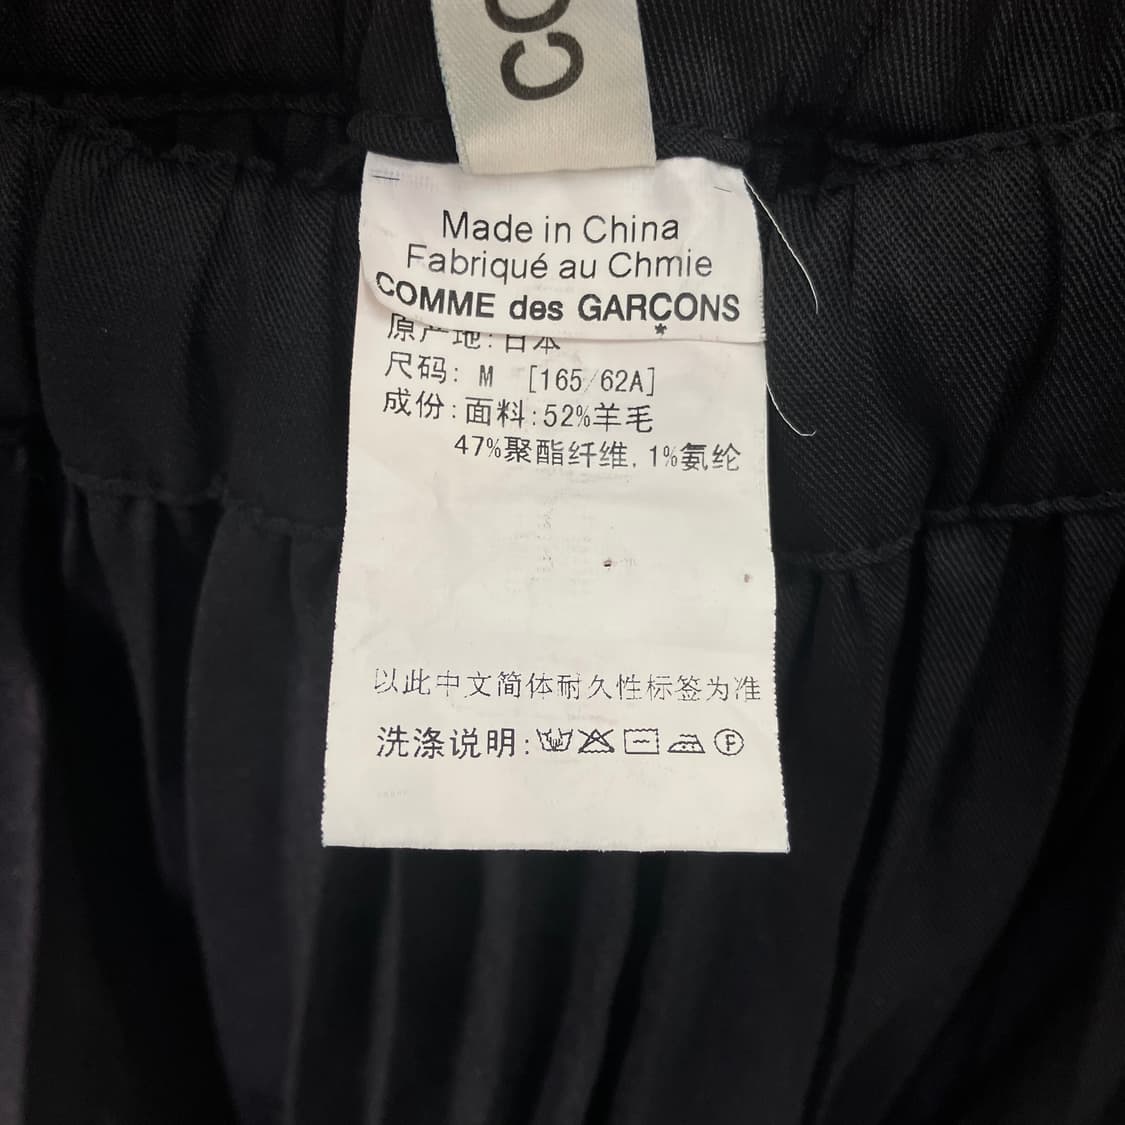 CO
Made in China
Fabriqué au Chmie
COMME des GARCONS
*
原产地:日本
尺码: M [165/62A]
成份:面料:52%羊毛
47%聚酯纤维,1%氨纶
以此中文简体耐久性标签为准
洗涤说明:
P